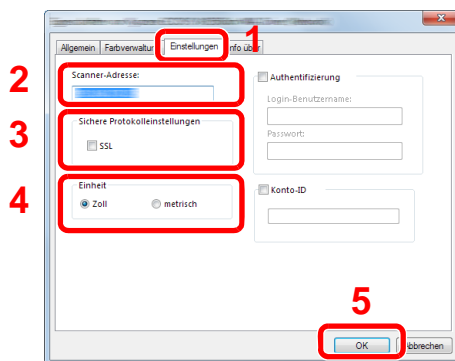 1
Allgemein Farbverwaltur Einstellungen nfo über
2
Scanner-Adresse:
Authentifizierung
Login-Benutzername:
3
Sichere Protokolleinstellungen
SSL
Passwort:
4
Einheit
Zoll metrisch
Konto-ID
5
OK Abbrechen